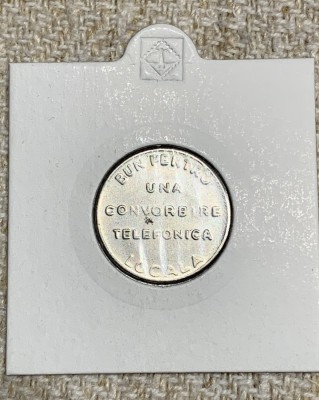 BUN PENTRU
UNA
CONVORBIRE
TELEFONICA
LOCALA